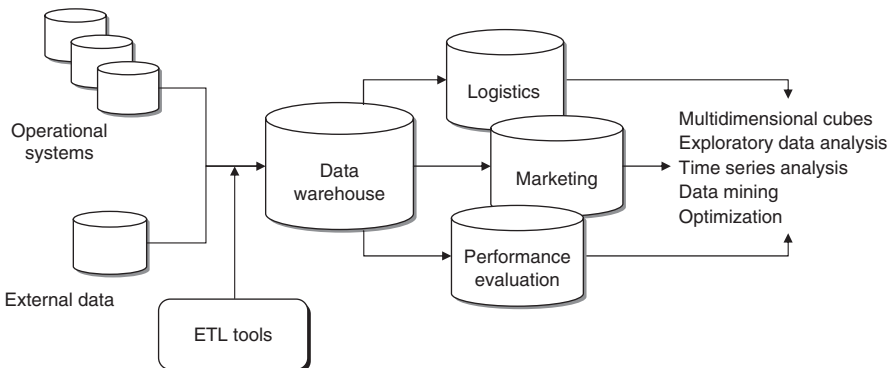 Operational
systems
External data
ETL tools
Data
warehouse
Logistics
Marketing
Performance
evaluation
Multidimensional cubes
Exploratory data analysis
Time series analysis
Data mining
Optimization